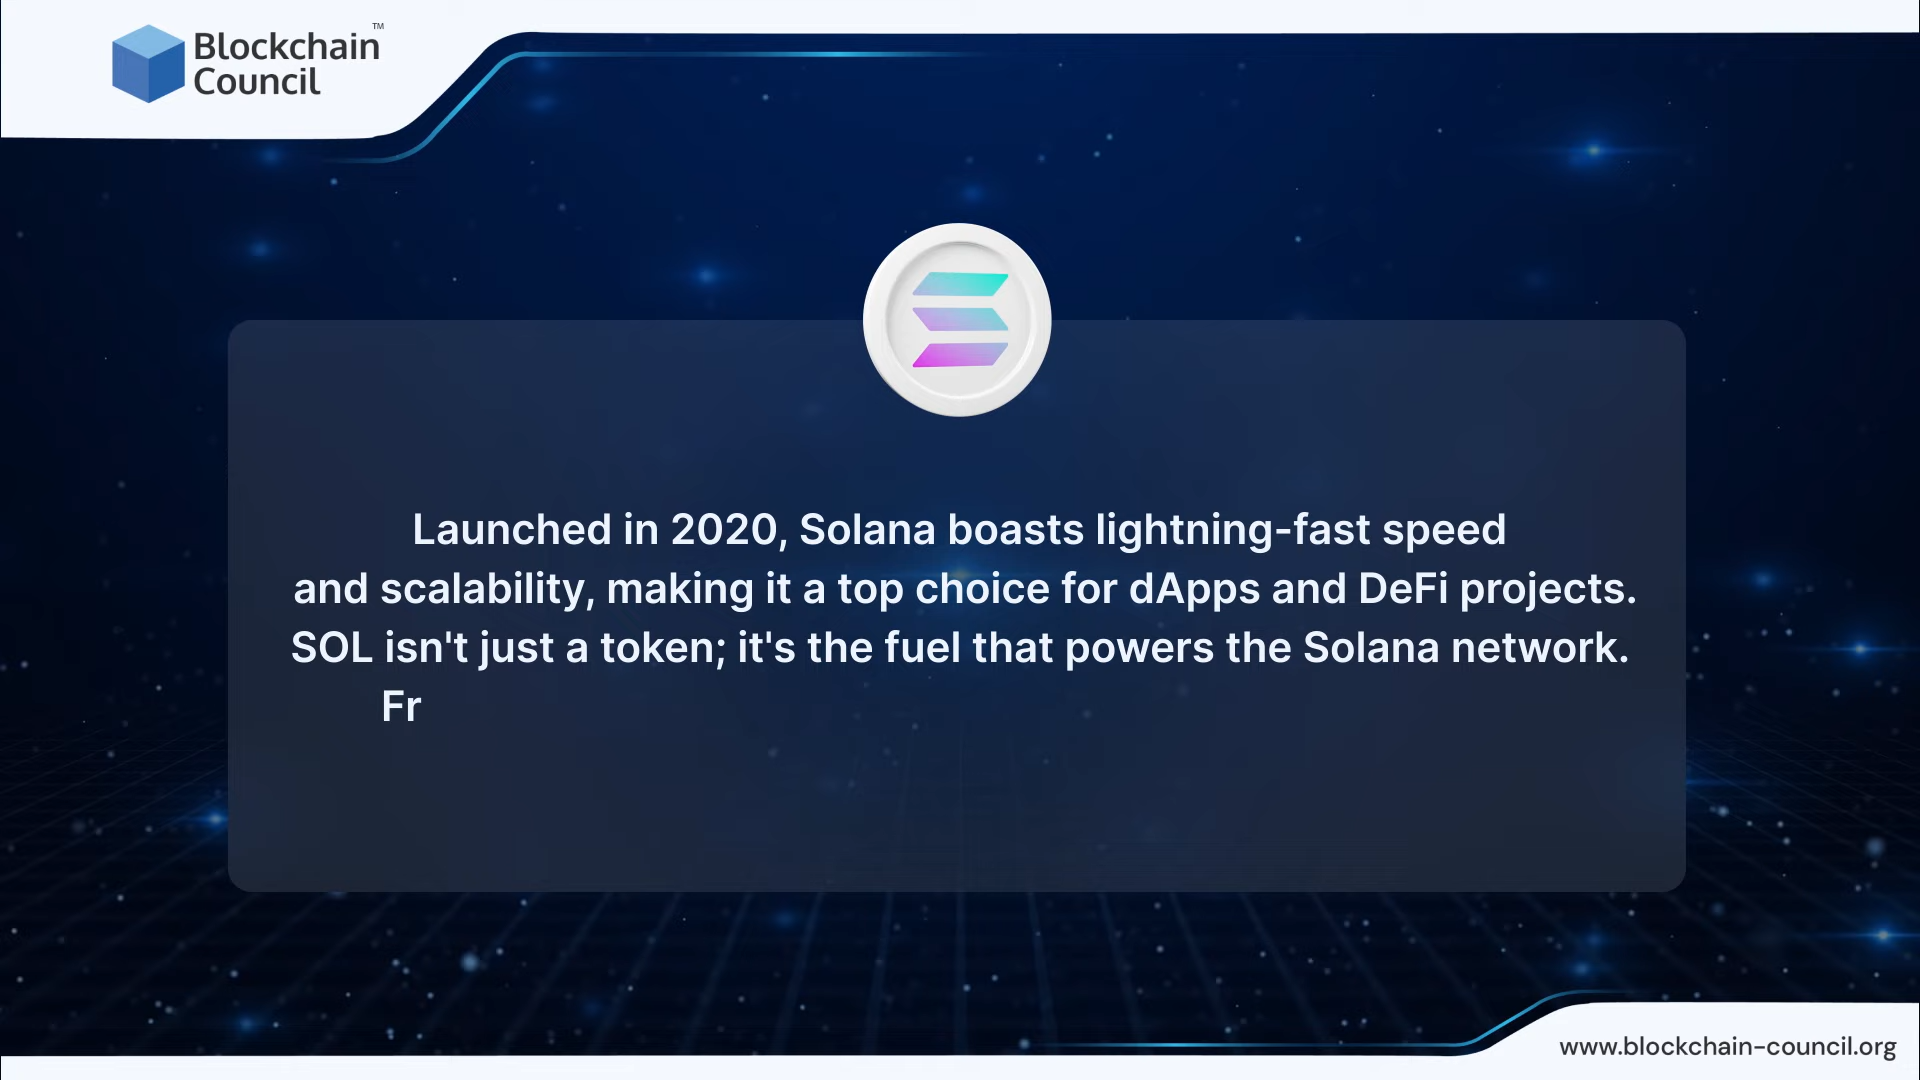 Blockchain
Council
TM
Launched in 2020, Solana boasts lightning-fast speed
and scalability, making it a top choice for dApps and DeFi projects.
SOL isn't just a token; it's the fuel that powers the Solana network.
Fr
www.blockchain-council.org